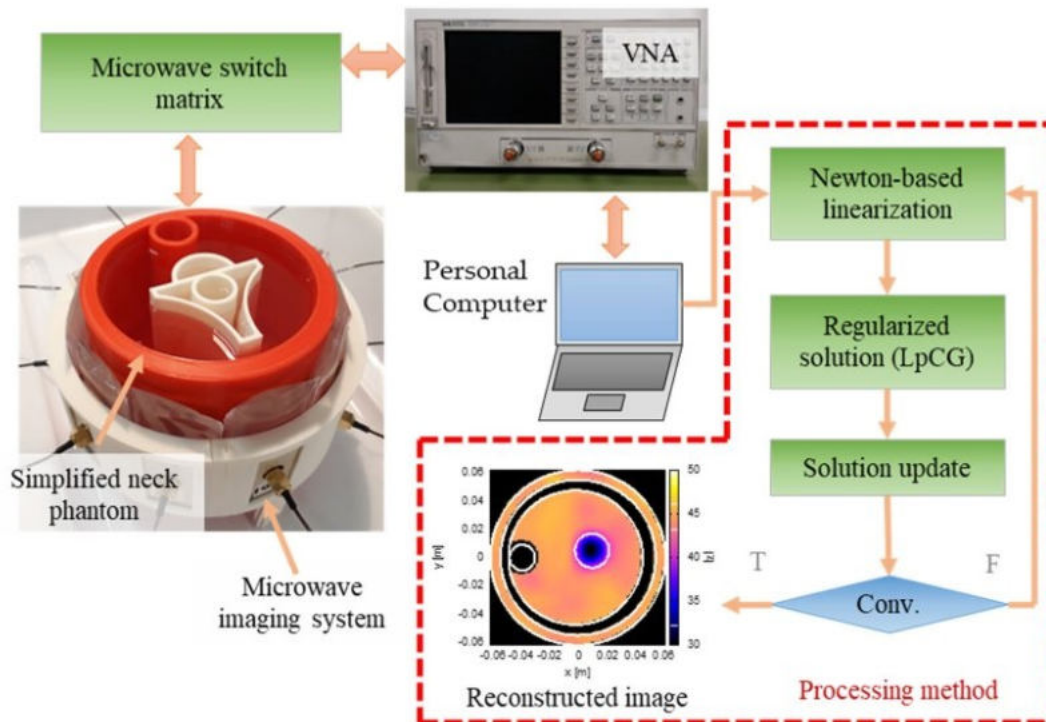 Microwave switch
matrix
VNA
Newton-based
linearization
Personal
Computer
Regularized
solution (LpCG)
Simplified neck
phantom
Solution update
0.06
0.04
0.02
0
-0.02
-0.04
-0.06
y [m]
-0.06
-0.04
-0.02
0
0.02
0.04
0.06
x [m]
50
45
40
35
30
T
F
Conv.
Microwave
imaging system
Reconstructed image
Processing method